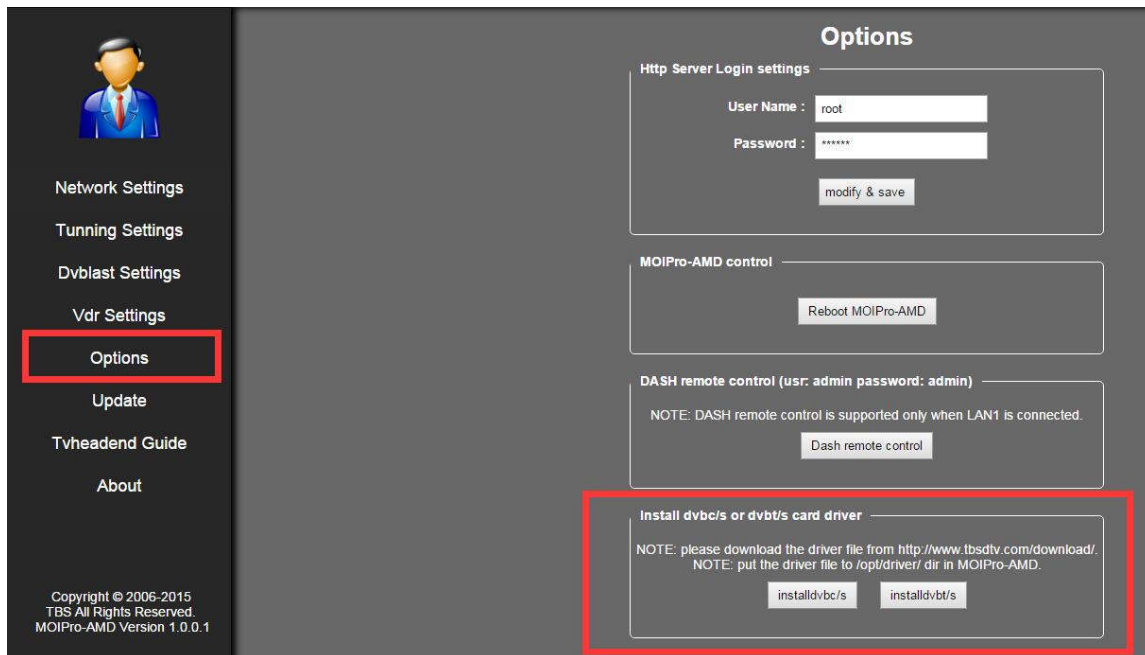 Network Settings
Tunning Settings
Dvblast Settings
Vdr Settings
Options
Update
Tvheadend Guide
About
Copyright © 2006-2015
TBS All Rights Reserved.
MOIPro-AMD Version 1.0.0.1
Options
Http Server Login settings
User Name : root
Password : ******
modify & save
MOIPro-AMD control
Reboot MOIPro-AMD
DASH remote control (usr: admin password: admin)
NOTE: DASH remote control is supported only when LAN1 is connected.
Dash remote control
Install dvbc/s or dvbt/s card driver
NOTE: please download the driver file from http://www.tbsdtv.com/download/.
NOTE: put the driver file to /opt/driver/ dir in MOIPro-AMD.
installdvbc/s installdvbt/s